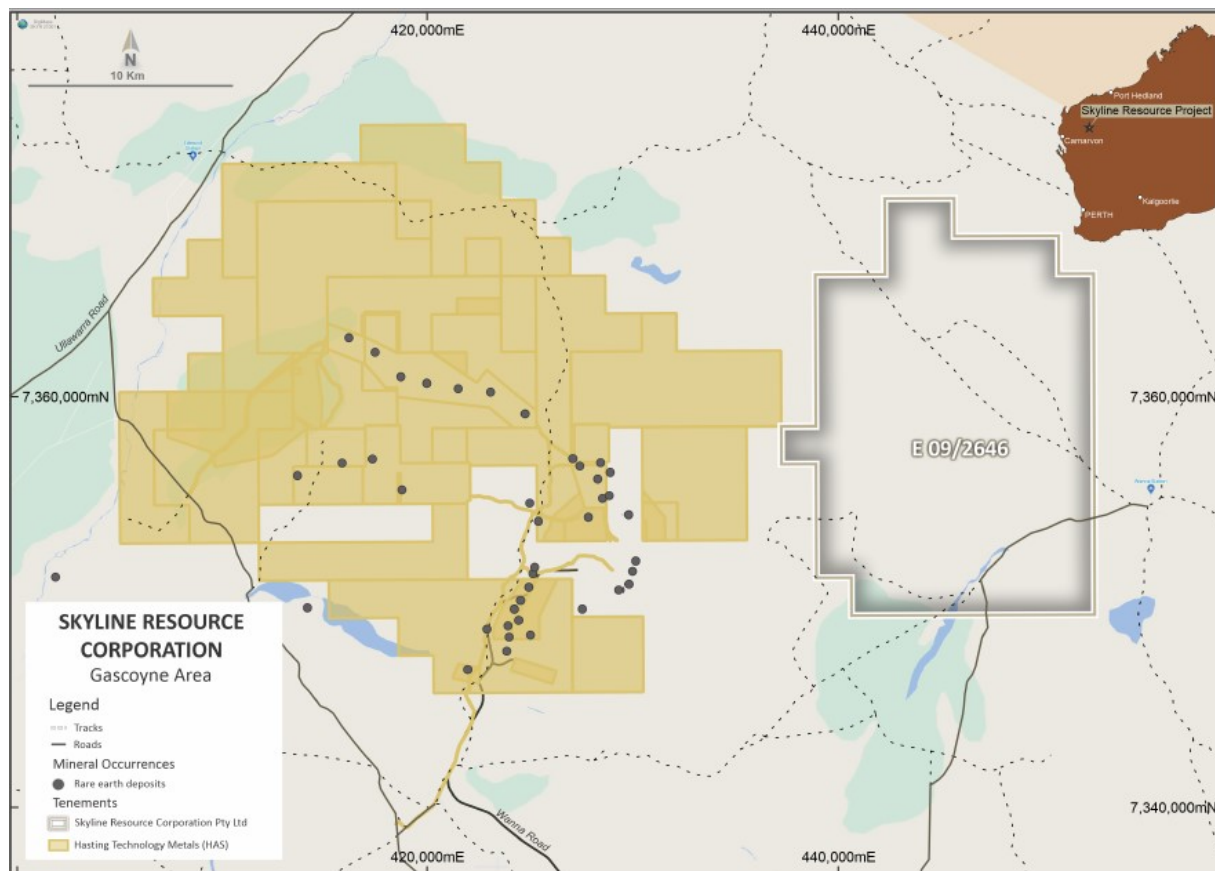 420,000mE
440,000mE
N
10 Km
Port Hedland
Skyline Resource Project
Carnarvon
Kalgoorlie
PERTH
Ullawarra Road
7,360,000mN
7,360,000mN
E 09/2646
SKYLINE RESOURCE
CORPORATION
Gascoyne Area
Legend
Tracks
Roads
Mineral Occurrences
Rare earth deposits
Tenements
Skyline Resource Corporation Pty Ltd
Hasting Technology Metals (HAS)
Wanna Road
7,340,000mN
420,000mE
440,000mE